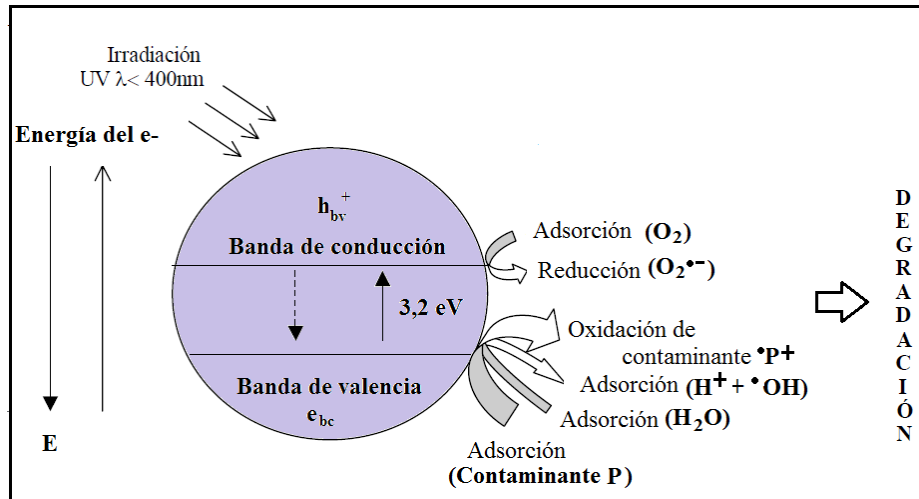 Irradiación
UV λ< 400nm
Energía del e-
E
h_bv^+
Banda de conducción
3,2 eV
Banda de valencia
e_bc
Adsorción (O₂)
Reducción (O₂•−)
Oxidación de
contaminante •P+
Adsorción (H+ + •OH)
Adsorción (H₂O)
Adsorción
(Contaminante P)
DEGRADACIÓN